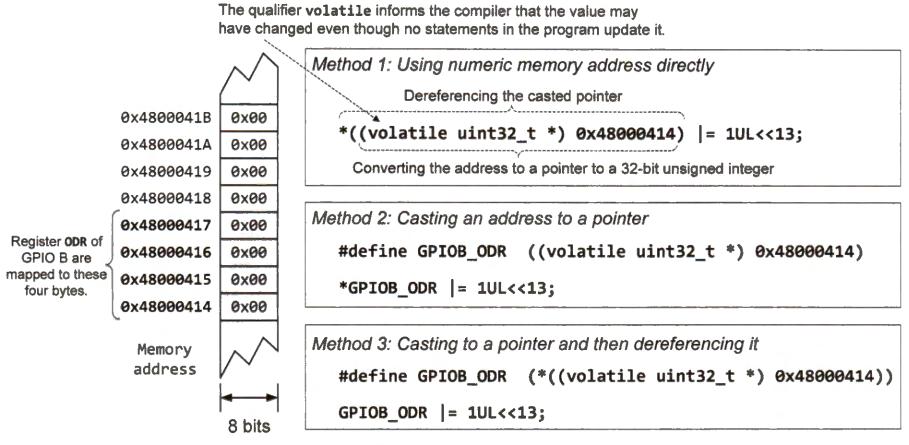 The qualifier volatile informs the compiler that the value may
have changed even though no statements in the program update it.
Method 1: Using numeric memory address directly
Dereferencing the casted pointer
*((volatile uint32_t *) 0x48000414) |= 1UL<<13;
Converting the address to a pointer to a 32-bit unsigned integer
0x4800041B 0x00
0x4800041A 0x00
0x48000419 0x00
0x48000418 0x00
0x48000417 0x00
0x48000416 0x00
0x48000415 0x00
0x48000414 0x00
Register ODR of
GPIO B are
mapped to these
four bytes.
Memory
address
8 bits
Method 2: Casting an address to a pointer
#define GPIOB_ODR ((volatile uint32_t *) 0x48000414)
*GPIOB_ODR |= 1UL<<13;
Method 3: Casting to a pointer and then dereferencing it
#define GPIOB_ODR (*((volatile uint32_t *) 0x48000414))
GPIOB_ODR |= 1UL<<13;